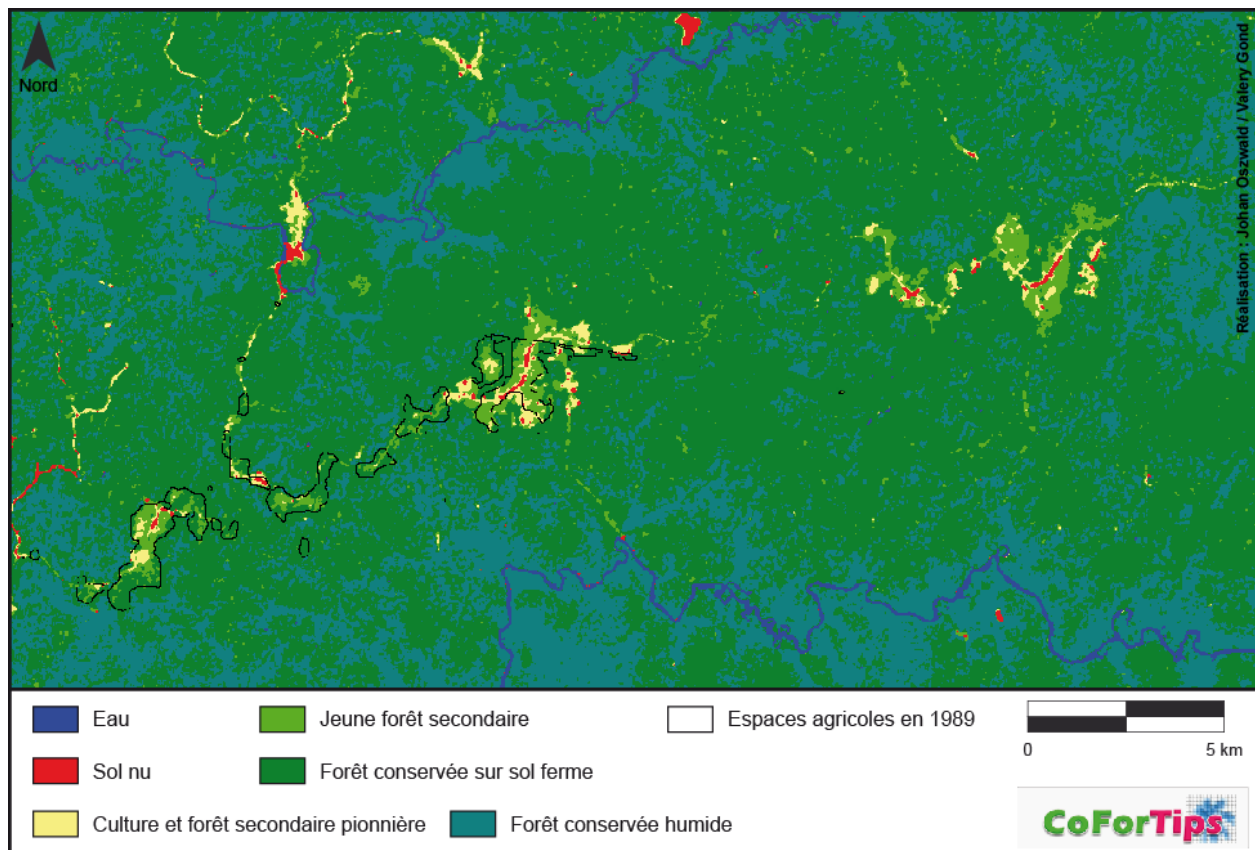 Nord
Réalisation : Johan Oszwald / Valery Gond
Eau
Jeune forêt secondaire
Espaces agricoles en 1989
Sol nu
Forêt conservée sur sol ferme
0 5 km
Culture et forêt secondaire pionnière
Forêt conservée humide
CoForTips